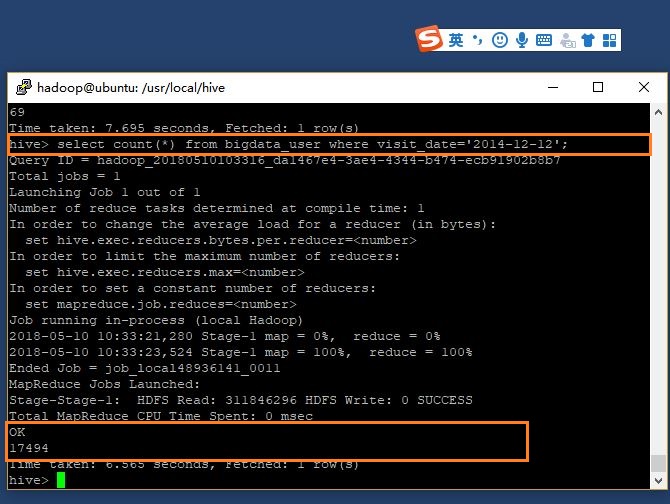 英
hadoop@ubuntu: /usr/local/hive
69
Time taken: 7.695 seconds, Fetched: 1 row(s)
hive> select count(*) from bigdata_user where visit_date='2014-12-12';
Query ID = hadoop_20180510103316_da1467e4-3ae4-4344-b474-ecb91902b8b7
Total jobs = 1
Launching Job 1 out of 1
Number of reduce tasks determined at compile time: 1
In order to change the average load for a reducer (in bytes):
  set hive.exec.reducers.bytes.per.reducer=<number>
In order to limit the maximum number of reducers:
  set hive.exec.reducers.max=<number>
In order to set a constant number of reducers:
  set mapreduce.job.reduces=<number>
Job running in-process (local Hadoop)
2018-05-10 10:33:21,280 Stage-1 map = 0%,  reduce = 0%
2018-05-10 10:33:23,524 Stage-1 map = 100%,  reduce = 100%
Ended Job = job_local48936141_0011
MapReduce Jobs Launched:
Stage-Stage-1:  HDFS Read: 311846296 HDFS Write: 0 SUCCESS
Total MapReduce CPU Time Spent: 0 msec
OK
17494
Time taken: 6.565 seconds, Fetched: 1 row(s)
hive>